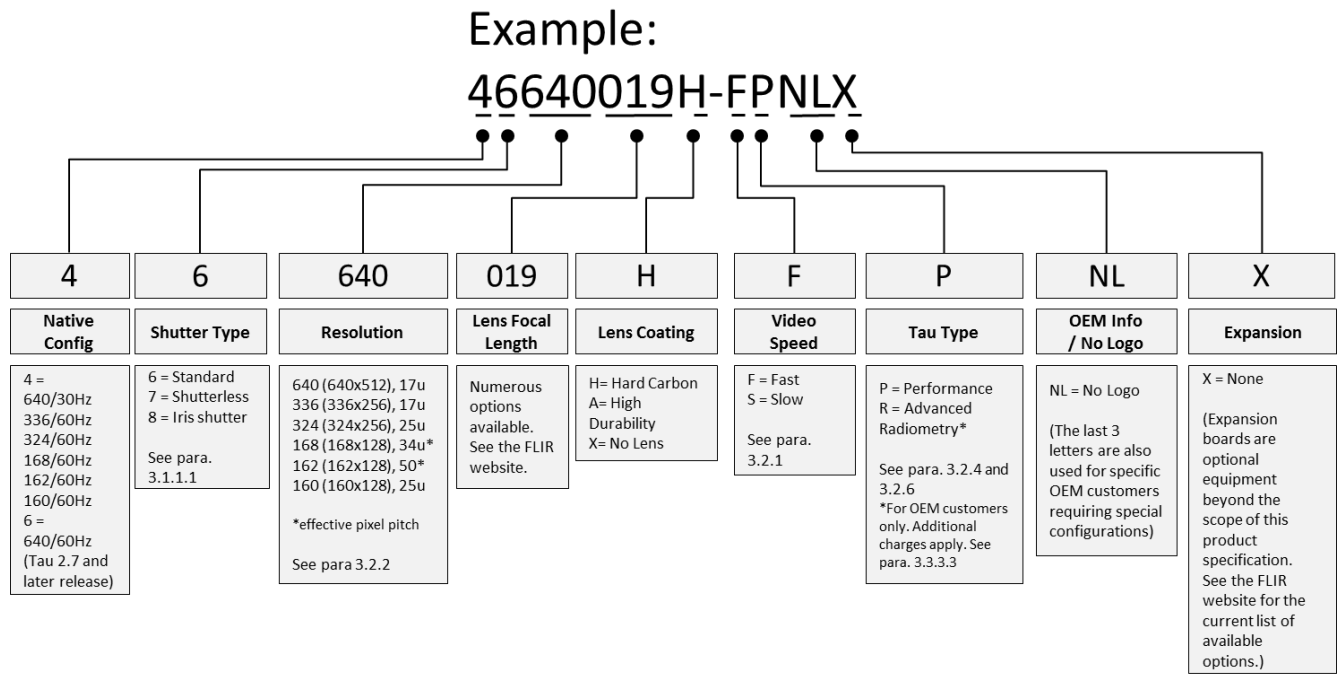 Example:
46640019H-FPNLX
4
6
640
019
H
F
P
NL
X
Native
Config
Shutter Type
Resolution
Lens Focal
Length
Lens Coating
Video
Speed
Tau Type
OEM Info
/ No Logo
Expansion
4 =
640/30Hz
336/60Hz
324/60Hz
168/60Hz
162/60Hz
160/60Hz
6 =
640/60Hz
(Tau 2.7 and
later release)
6 = Standard
7 = Shutterless
8 = Iris shutter
See para.
3.1.1.1
640 (640x512), 17u
336 (336x256), 17u
324 (324x256), 25u
168 (168x128), 34u*
162 (162x128), 50*
160 (160x128), 25u
*effective pixel pitch
See para 3.2.2
Numerous
options
available.
See the FLIR
website.
H= Hard Carbon
A= High
Durability
X= No Lens
F = Fast
S = Slow
See para.
3.2.1
P = Performance
R = Advanced
Radiometry*
See para. 3.2.4 and
3.2.6
*For OEM customers
only. Additional
charges apply. See
para. 3.3.3.3
NL = No Logo
(The last 3
letters are also
used for specific
OEM customers
requiring special
configurations)
X = None
(Expansion
boards are
optional
equipment
beyond the
scope of this
product
specification.
See the FLIR
website for the
current list of
available
options.)